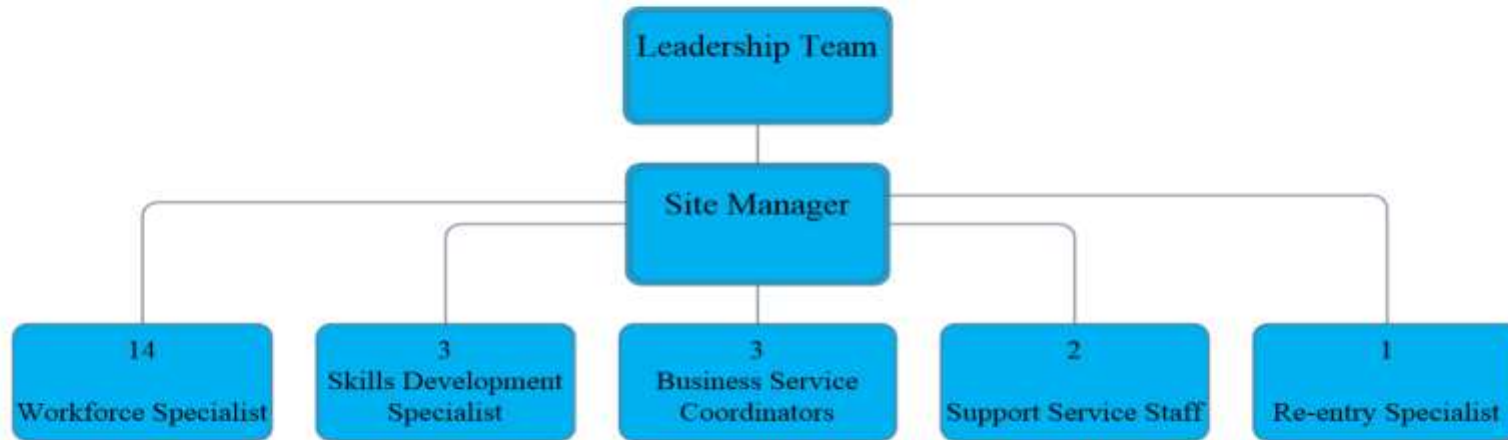 Leadership Team
Site Manager
14
Workforce Specialist
3
Skills Development
Specialist
3
Business Service
Coordinators
2
Support Service Staff
1
Re-entry Specialist